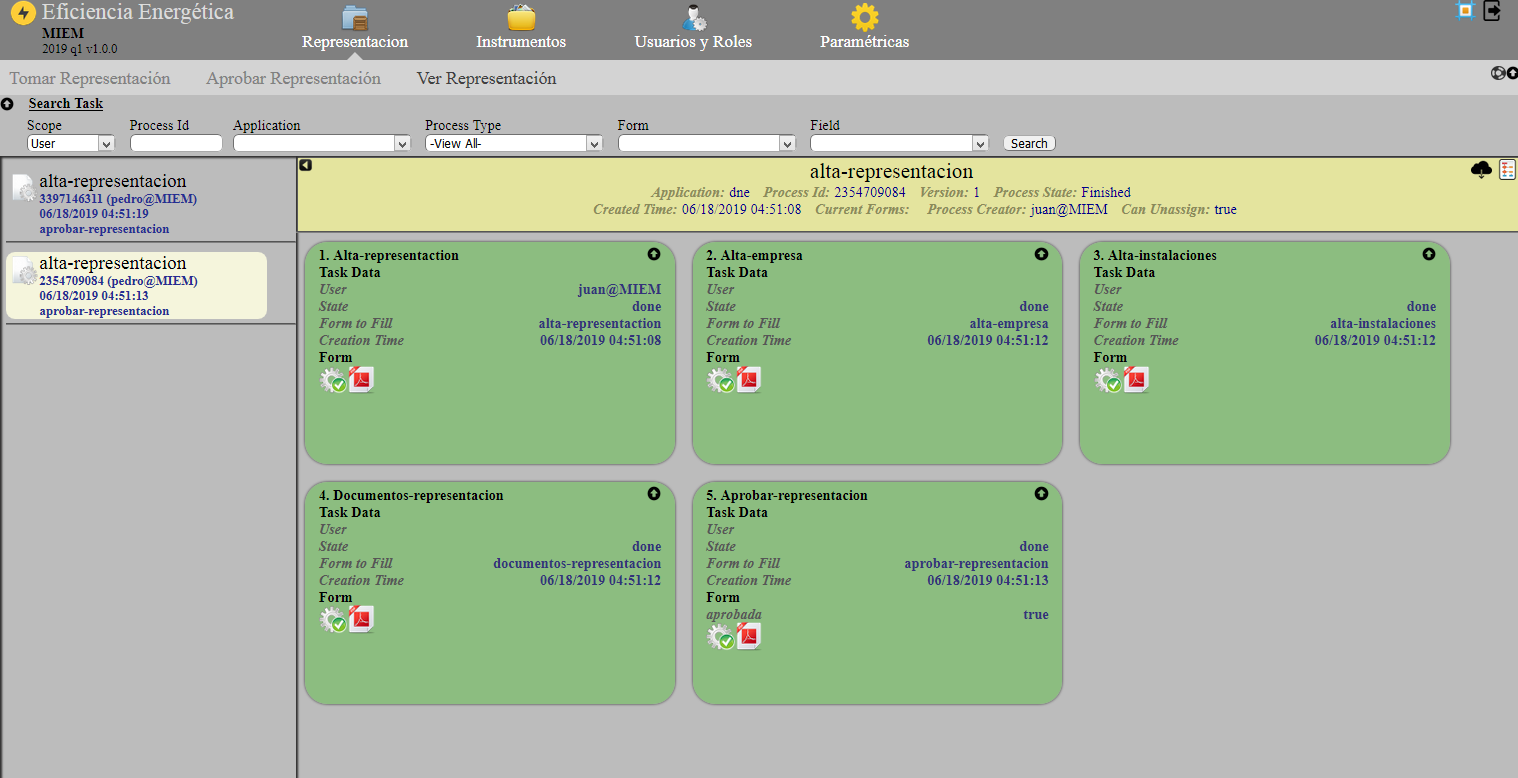 Eficiencia Energética
MIEM
2019 q1 v1.0.0
Representacion
Instrumentos
Usuarios y Roles
Paramétricas
Tomar Representación
Aprobar Representación
Ver Representación
Search Task
Scope
Process Id
Application
Process Type
Form
Field
User
-View All-
Search
alta-representacion
3397146311 (pedro@MIEM)
06/18/2019 04:51:19
aprobar-representacion
alta-representacion
2354709084 (pedro@MIEM)
06/18/2019 04:51:13
aprobar-representacion
alta-representacion
Application: dne Process Id: 2354709084 Version: 1 Process State: Finished
Created Time: 06/18/2019 04:51:08 Current Forms: Process Creator: juan@MIEM Can Unassign: true
1. Alta-representaction
Task Data
User juan@MIEM
State done
Form to Fill alta-representaction
Creation Time 06/18/2019 04:51:08
Form
2. Alta-empresa
Task Data
User
State done
Form to Fill alta-empresa
Creation Time 06/18/2019 04:51:12
Form
3. Alta-instalaciones
Task Data
User
State done
Form to Fill alta-instalaciones
Creation Time 06/18/2019 04:51:12
Form
4. Documentos-representacion
Task Data
User
State done
Form to Fill documentos-representacion
Creation Time 06/18/2019 04:51:12
Form
5. Aprobar-representacion
Task Data
User
State done
Form to Fill aprobar-representacion
Creation Time 06/18/2019 04:51:13
Form
aprobada true